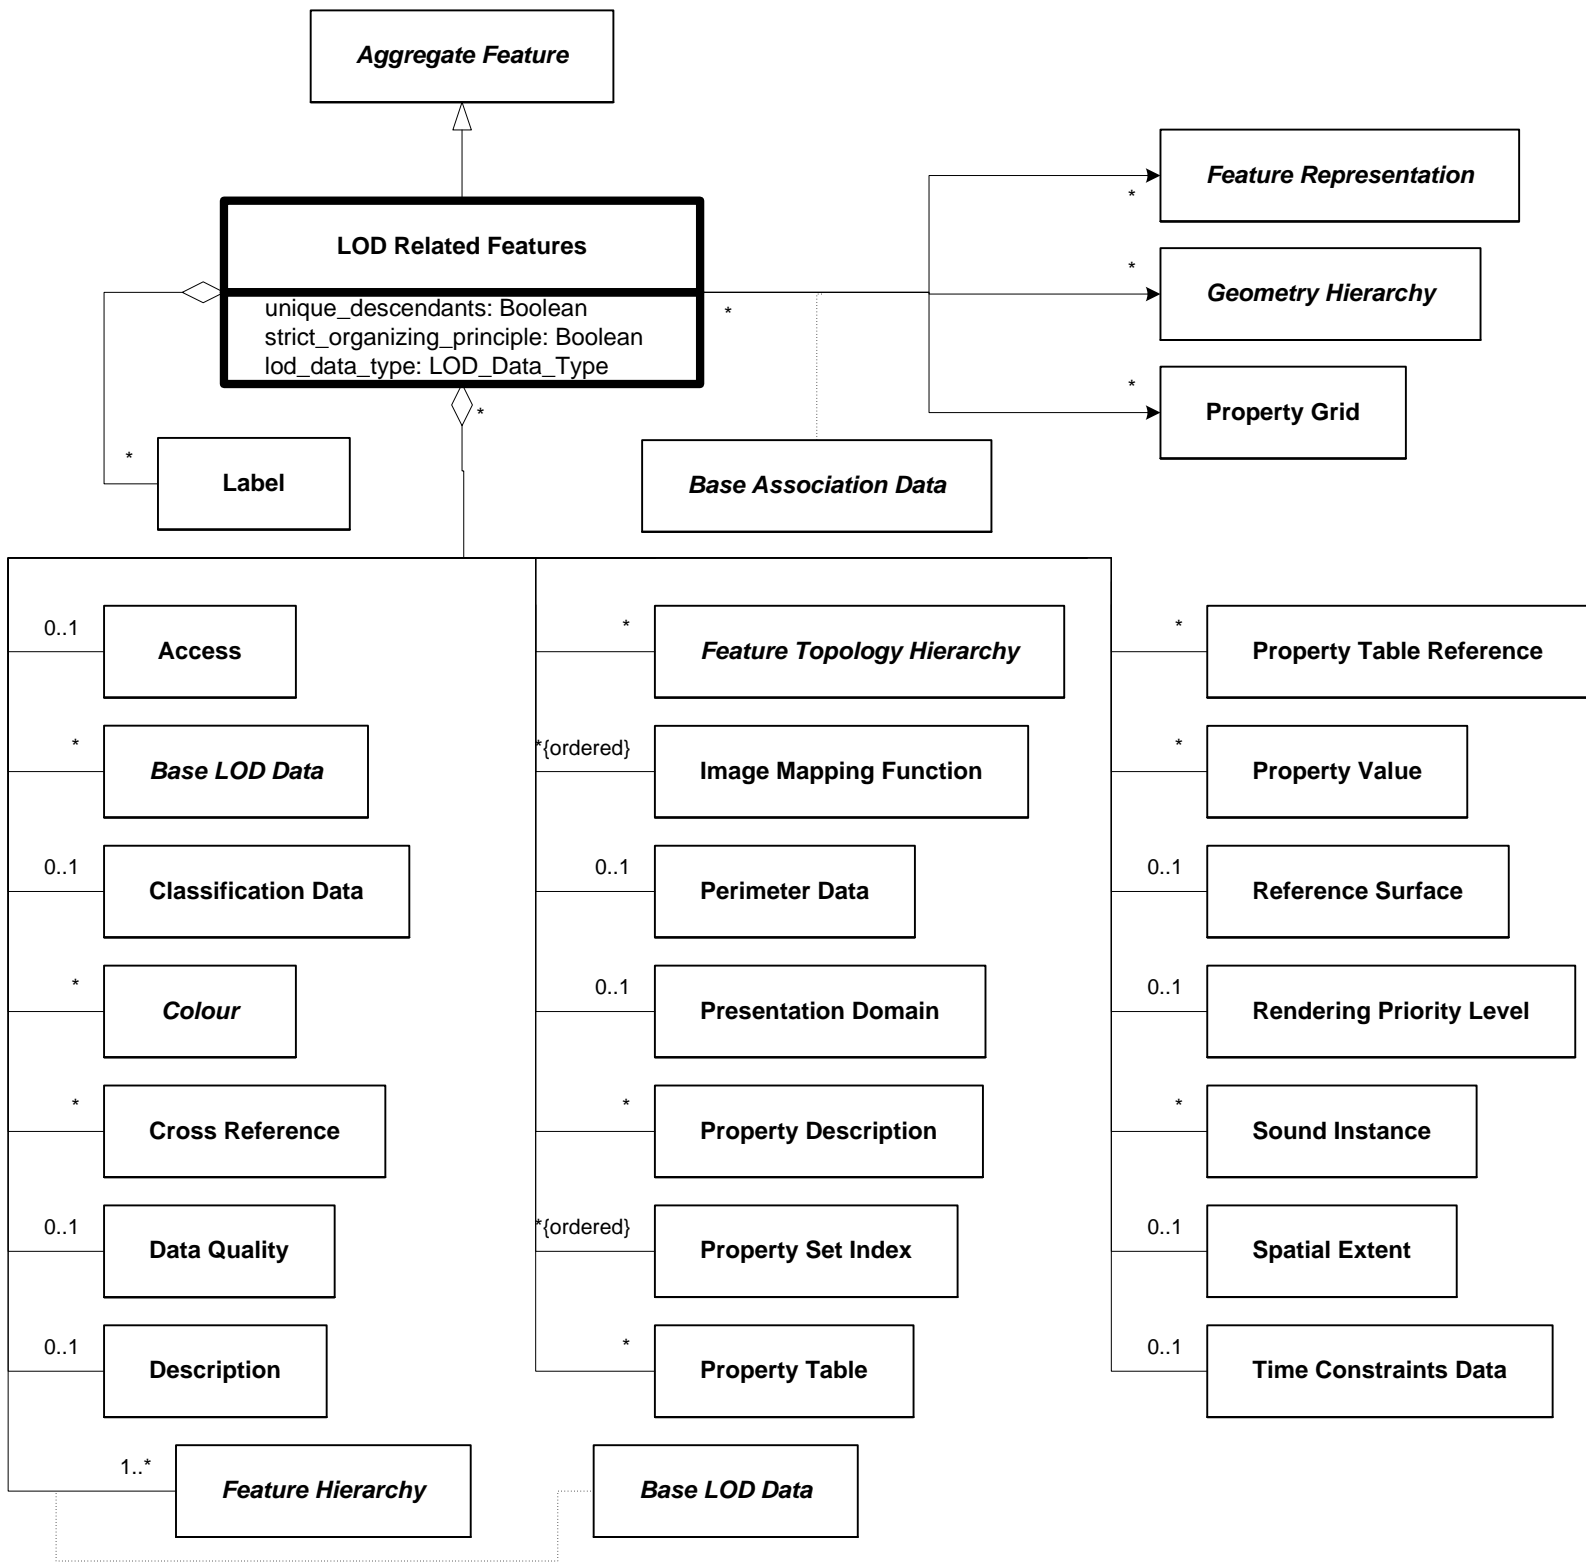 Aggregate Feature
Feature Representation
*
LOD Related Features
*
Geometry Hierarchy
unique_descendants: Boolean
*
strict_organizing_principle: Boolean
lod_data_type: LOD_Data_Type
*
Property Grid
*
*
Label
Base Association Data
0..1
Access
*
Feature Topology Hierarchy
*
Property Table Reference
*
Base LOD Data
*{ordered}
Image Mapping Function
*
Property Value
0..1
Classification Data
0..1
Perimeter Data
0..1
Reference Surface
*
Colour
0..1
Presentation Domain
0..1
Rendering Priority Level
*
Cross Reference
*
Property Description
*
Sound Instance
0..1
Data Quality
*{ordered}
Property Set Index
0..1
Spatial Extent
0..1
Description
*
Property Table
0..1
Time Constraints Data
1..*
Feature Hierarchy
Base LOD Data